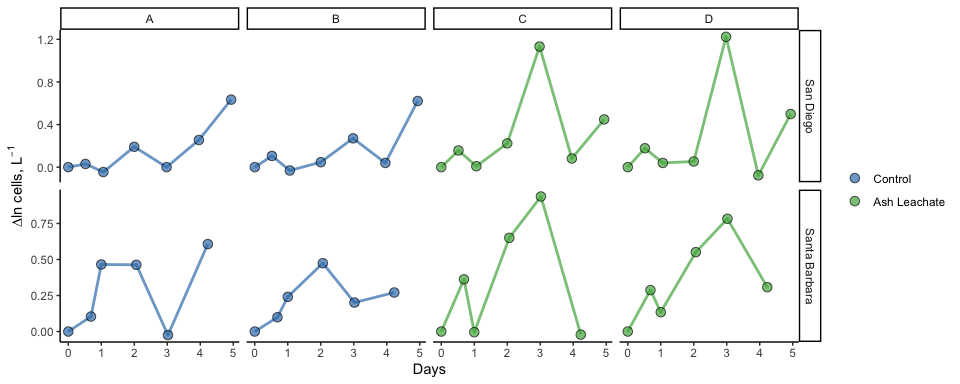 A B C D
1.2
0.8
0.4
0.0
San Diego
Δln cells, L⁻¹
0.75
0.50
0.25
0.00
Santa Barbara
0 1 2 3 4 5 0 1 2 3 4 5 0 1 2 3 4 5 0 1 2 3 4 5
Days
Control
Ash Leachate